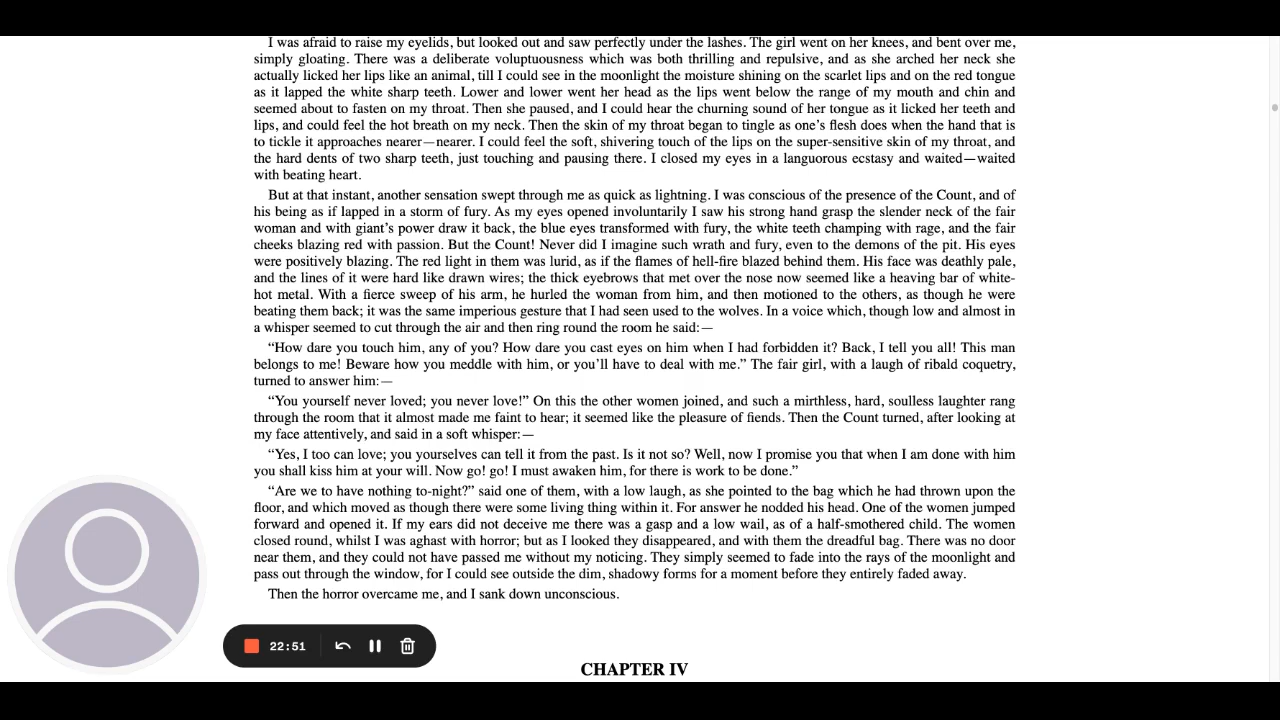 I was afraid to raise my eyelids, but looked out and saw perfectly under the lashes. The girl went on her knees, and bent over me,
simply gloating. There was a deliberate voluptuousness which was both thrilling and repulsive, and as she arched her neck she
actually licked her lips like an animal, till I could see in the moonlight the moisture shining on the scarlet lips and on the red tongue
as it lapped the white sharp teeth. Lower and lower went her head as the lips went below the range of my mouth and chin and
seemed about to fasten on my throat. Then she paused, and I could hear the churning sound of her tongue as it licked her teeth and
lips, and could feel the hot breath on my neck. Then the skin of my throat began to tingle as one’s flesh does when the hand that is
to tickle it approaches nearer—nearer. I could feel the soft, shivering touch of the lips on the super-sensitive skin of my throat, and
the hard dents of two sharp teeth, just touching and pausing there. I closed my eyes in a languorous ecstasy and waited—waited
with beating heart.
But at that instant, another sensation swept through me as quick as lightning. I was conscious of the presence of the Count, and of
his being as if lapped in a storm of fury. As my eyes opened involuntarily I saw his strong hand grasp the slender neck of the fair
woman and with giant’s power draw it back, the blue eyes transformed with fury, the white teeth champing with rage, and the fair
cheeks blazing red with passion. But the Count! Never did I imagine such wrath and fury, even to the demons of the pit. His eyes
were positively blazing. The red light in them was lurid, as if the flames of hell-fire blazed behind them. His face was deathly pale,
and the lines of it were hard like drawn wires; the thick eyebrows that met over the nose now seemed like a heaving bar of white-
hot metal. With a fierce sweep of his arm, he hurled the woman from him, and then motioned to the others, as though he were
beating them back; it was the same imperious gesture that I had seen used to the wolves. In a voice which, though low and almost in
a whisper seemed to cut through the air and then ring round the room he said:—
“How dare you touch him, any of you? How dare you cast eyes on him when I had forbidden it? Back, I tell you all! This man
belongs to me! Beware how you meddle with him, or you’ll have to deal with me.” The fair girl, with a laugh of ribald coquetry,
turned to answer him:—
“You yourself never loved; you never love!” On this the other women joined, and such a mirthless, hard, soulless laughter rang
through the room that it almost made me faint to hear; it seemed like the pleasure of fiends. Then the Count turned, after looking at
my face attentively, and said in a soft whisper:—
“Yes, I too can love; you yourselves can tell it from the past. Is it not so? Well, now I promise you that when I am done with him
you shall kiss him at your will. Now go! go! I must awaken him, for there is work to be done.”
“Are we to have nothing to-night?” said one of them, with a low laugh, as she pointed to the bag which he had thrown upon the
floor, and which moved as though there were some living thing within it. For answer he nodded his head. One of the women jumped
forward and opened it. If my ears did not deceive me there was a gasp and a low wail, as of a half-smothered child. The women
closed round, whilst I was aghast with horror; but as I looked they disappeared, and with them the dreadful bag. There was no door
near them, and they could not have passed me without my noticing. They simply seemed to fade into the rays of the moonlight and
pass out through the window, for I could see outside the dim, shadowy forms for a moment before they entirely faded away.
Then the horror overcame me, and I sank down unconscious.
22:51
CHAPTER IV